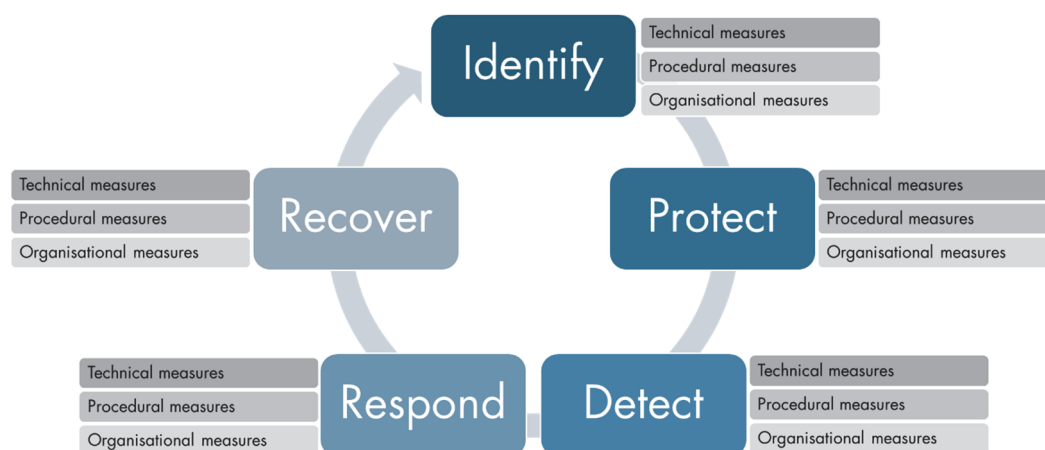 Identify
Technical measures
Procedural measures
Organisational measures
Protect
Technical measures
Procedural measures
Organisational measures
Detect
Technical measures
Procedural measures
Organisational measures
Respond
Technical measures
Procedural measures
Organisational measures
Recover
Technical measures
Procedural measures
Organisational measures